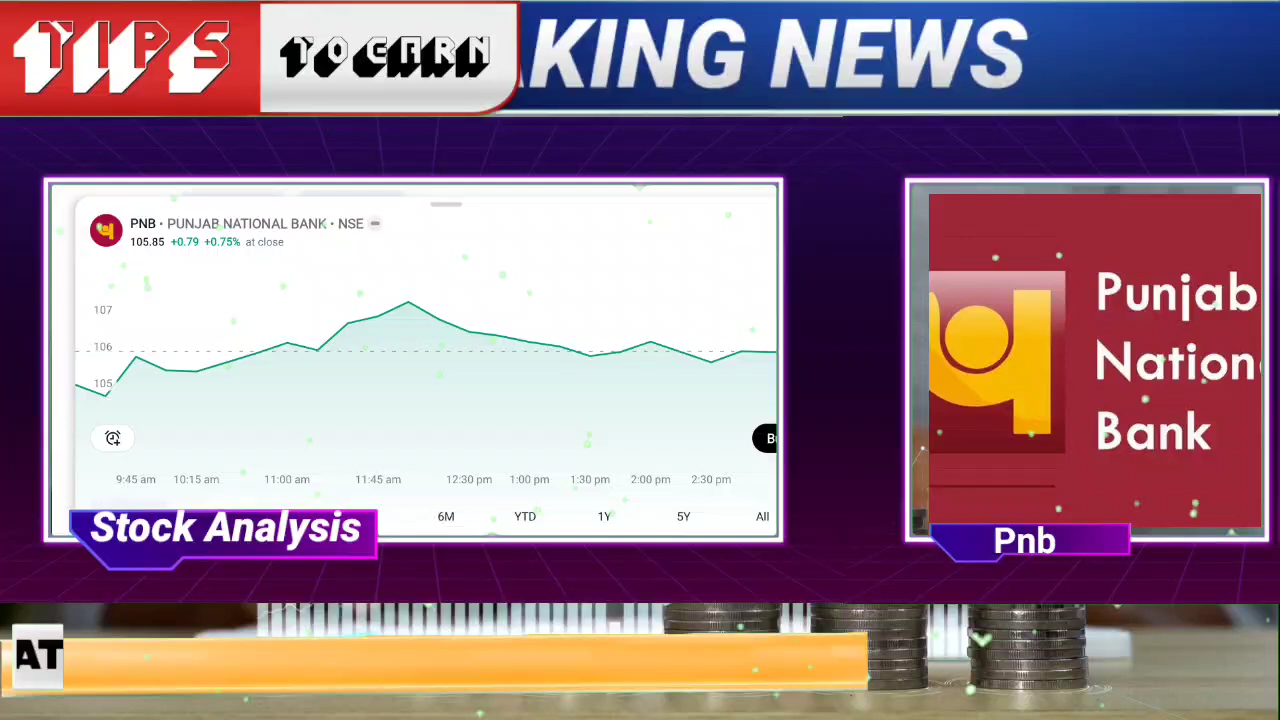 TIPS
TO EARN
KING NEWS
PNB • PUNJAB NATIONAL BANK • NSE
105.85 +0.79 +0.75% at close
107
106
105
9:45 am 10:15 am 11:00 am 11:45 am 12:30 pm 1:00 pm 1:30 pm 2:00 pm 2:30 pm
6M YTD 1Y 5Y All
Stock Analysis
Punjab
Nation
Bank
Pnb
AT